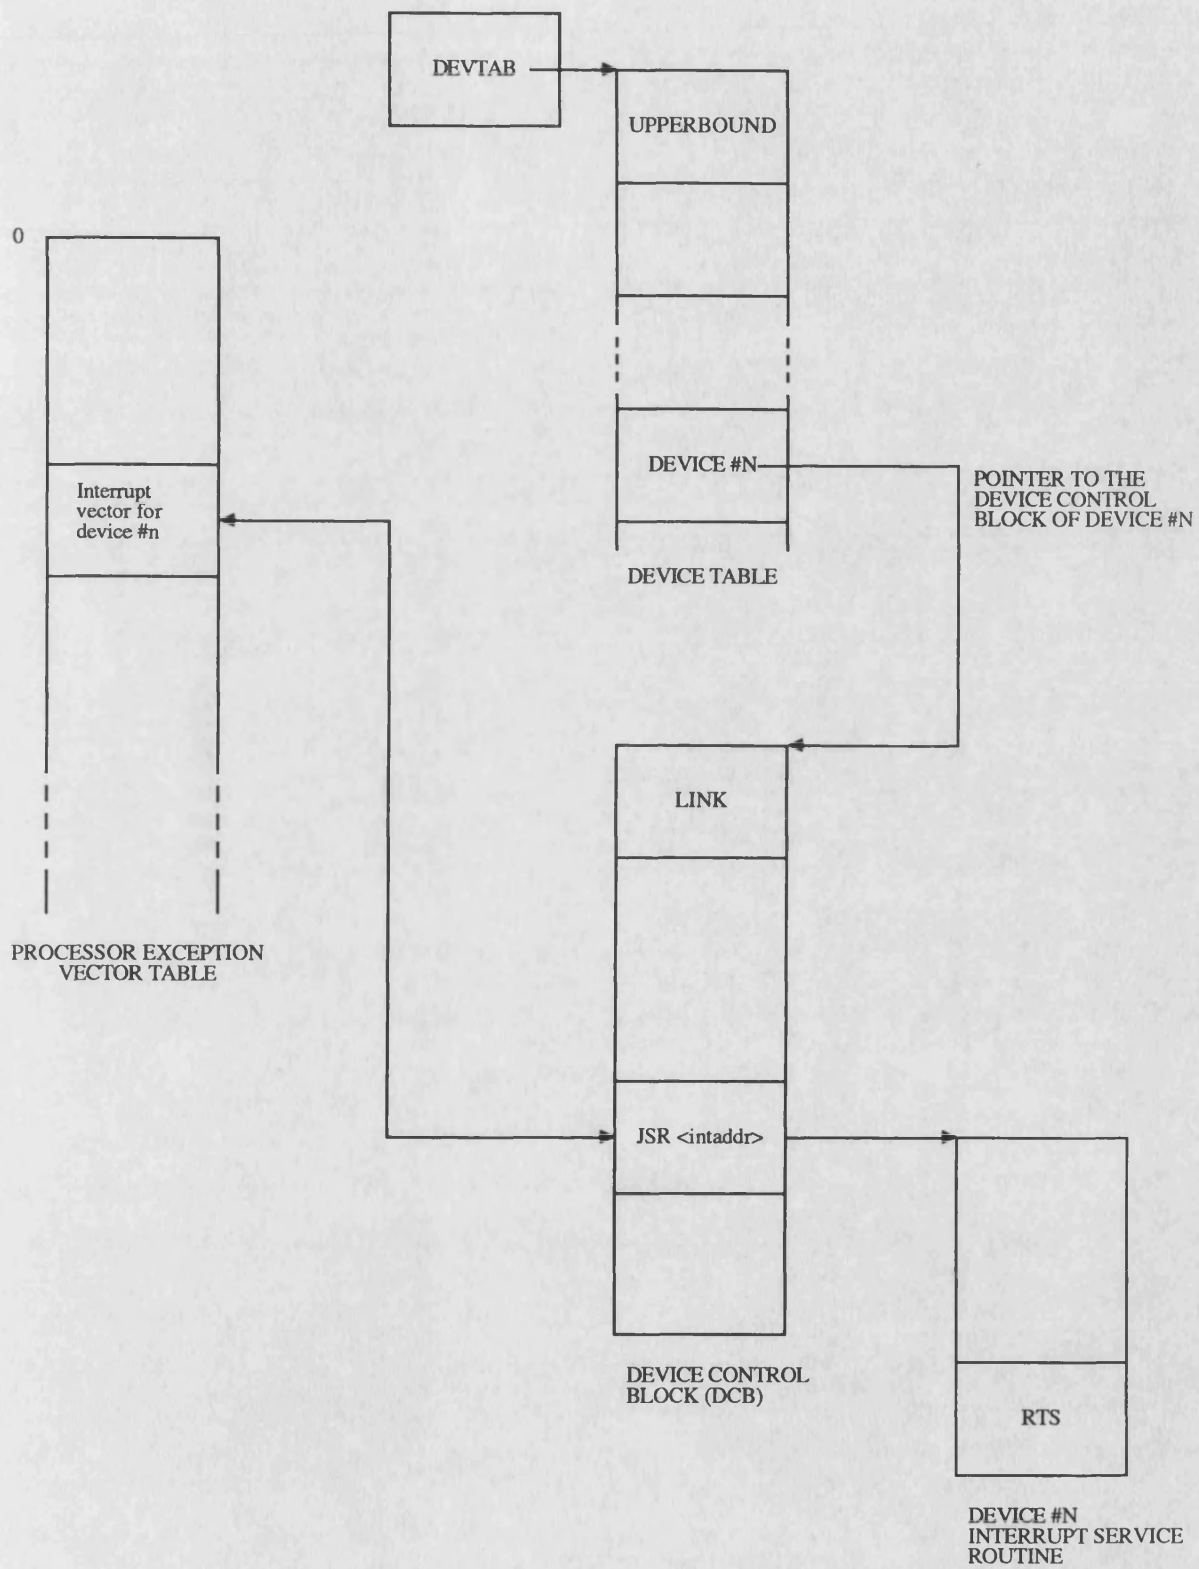 DEVTAB
UPPERBOUND
0
DEVICE #N
Interrupt
vector for
device #n
POINTER TO THE
DEVICE CONTROL
BLOCK OF DEVICE #N
DEVICE TABLE
LINK
PROCESSOR EXCEPTION
VECTOR TABLE
JSR <intaddr>
DEVICE CONTROL
BLOCK (DCB)
RTS
DEVICE #N
INTERRUPT SERVICE
ROUTINE